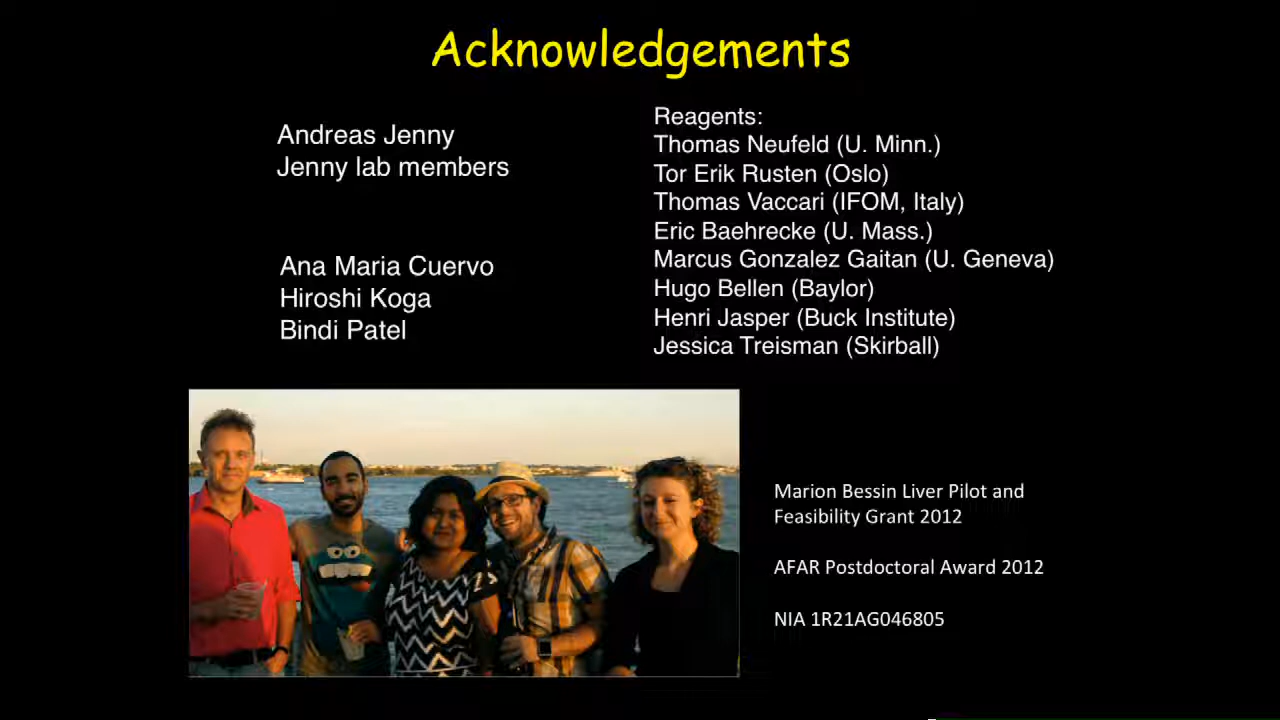 Acknowledgements
Andreas Jenny
Jenny lab members
Ana Maria Cuervo
Hiroshi Koga
Bindi Patel
Reagents:
Thomas Neufeld (U. Minn.)
Tor Erik Rusten (Oslo)
Thomas Vaccari (IFOM, Italy)
Eric Baehrecke (U. Mass.)
Marcus Gonzalez Gaitan (U. Geneva)
Hugo Bellen (Baylor)
Henri Jasper (Buck Institute)
Jessica Treisman (Skirball)
Marion Bessin Liver Pilot and
Feasibility Grant 2012
AFAR Postdoctoral Award 2012
NIA 1R21AG046805